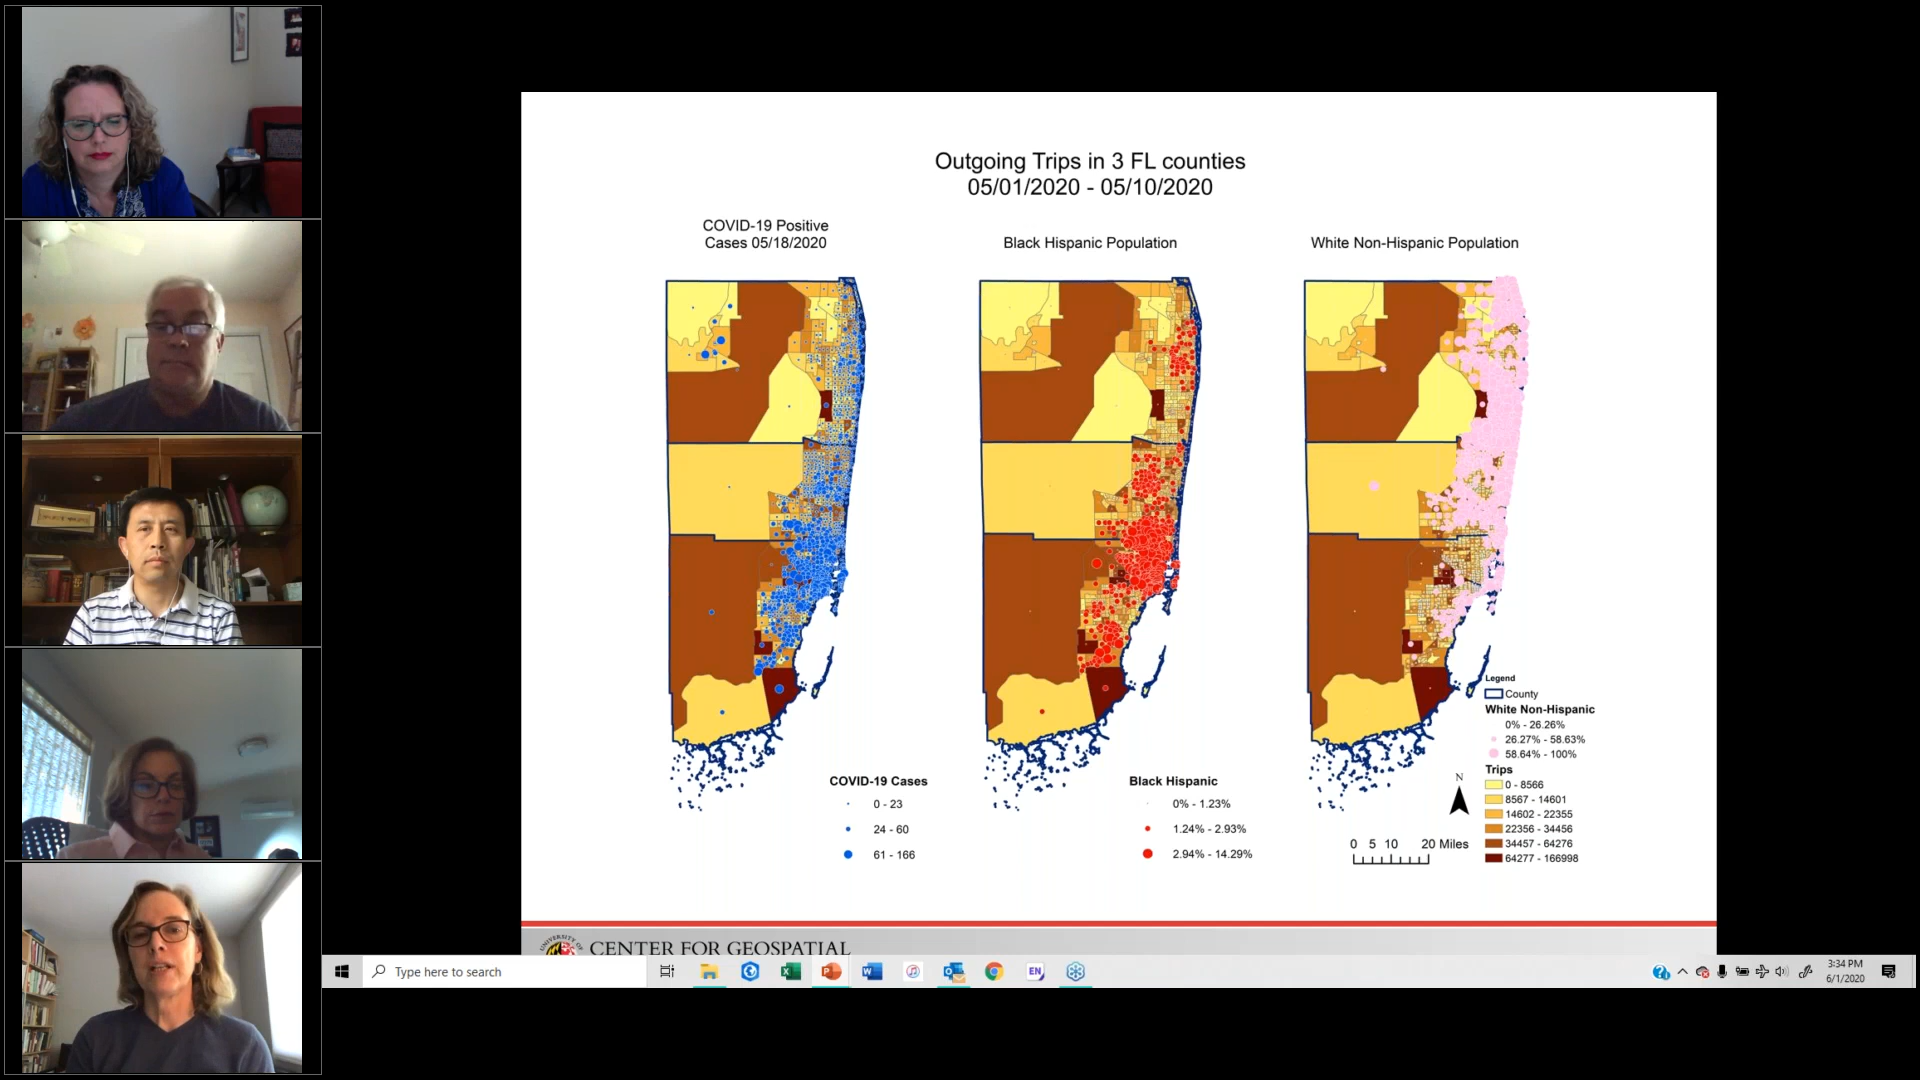 Outgoing Trips in 3 FL counties
05/01/2020 - 05/10/2020
COVID-19 Positive
Cases 05/18/2020
Black Hispanic Population
White Non-Hispanic Population
Legend
County
White Non-Hispanic
0% - 26.26%
26.27% - 58.63%
58.64% - 100%
Trips
0 - 8566
8567 - 14601
14602 - 22355
22356 - 34456
34457 - 64276
64277 - 166998
COVID-19 Cases
0 - 23
24 - 60
61 - 166
Black Hispanic
0% - 1.23%
1.24% - 2.93%
2.94% - 14.29%
N
0 5 10 20 Miles
UNIVERSITY OF
CENTER FOR GEOSPATIAL
Type here to search
EN
3:34 PM
6/1/2020